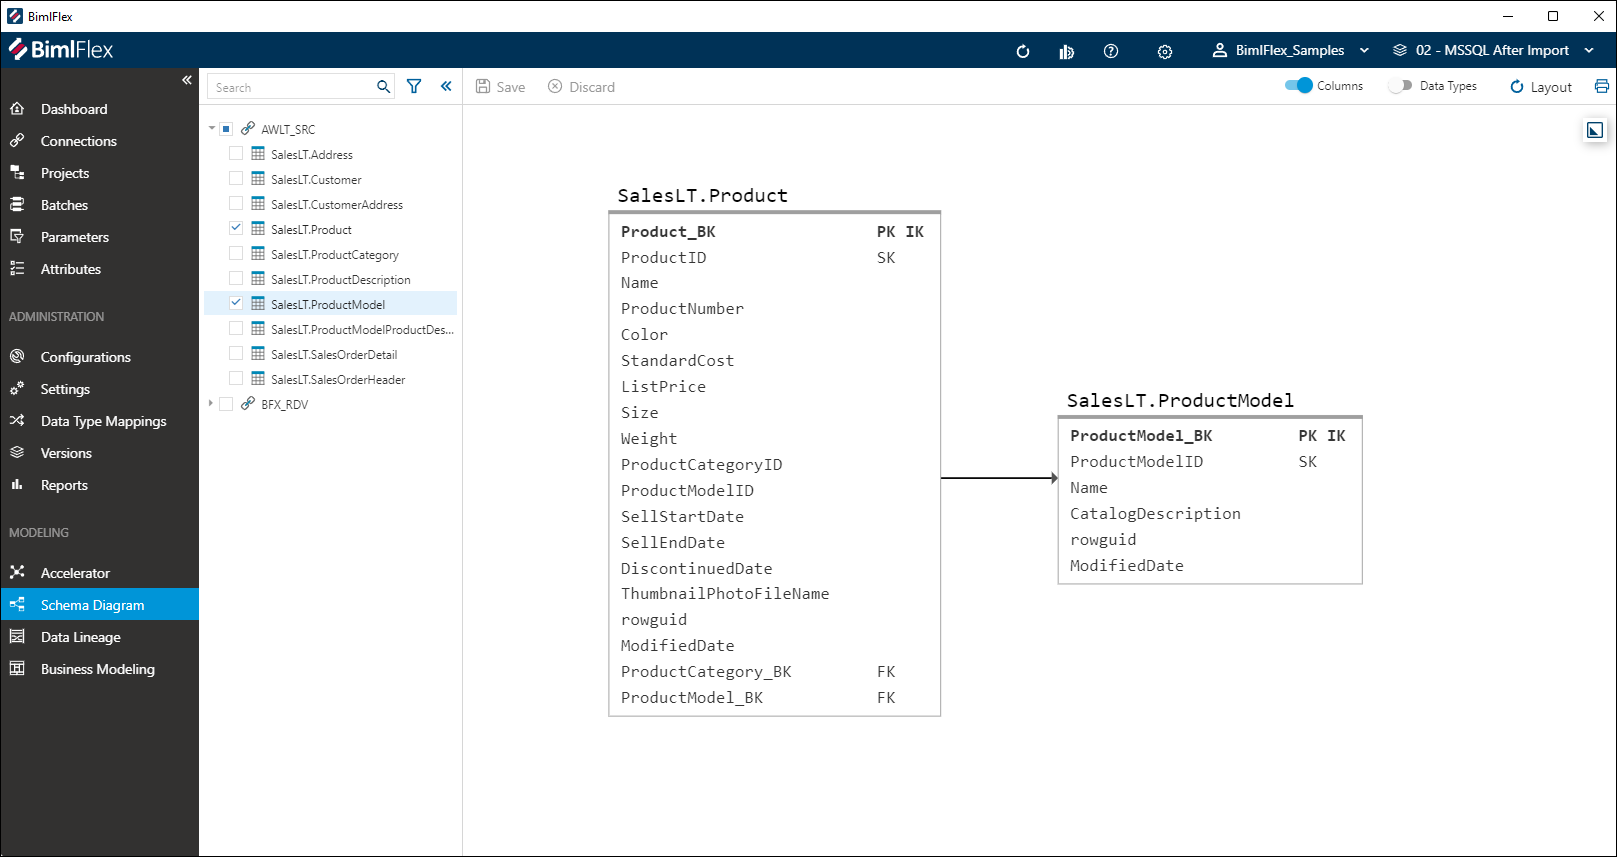 BimlFlex
BimlFlex
BimlFlex_Samples
02 - MSSQL After Import
Dashboard
Connections
Projects
Batches
Parameters
Attributes
ADMINISTRATION
Configurations
Settings
Data Type Mappings
Versions
Reports
MODELING
Accelerator
Schema Diagram
Data Lineage
Business Modeling
Search
AWLT_SRC
SalesLT.Address
SalesLT.Customer
SalesLT.CustomerAddress
SalesLT.Product
SalesLT.ProductCategory
SalesLT.ProductDescription
SalesLT.ProductModel
SalesLT.ProductModelProductDes...
SalesLT.SalesOrderDetail
SalesLT.SalesOrderHeader
BFX_RDV
Save Discard
Columns Data Types Layout
SalesLT.Product
Product_BK PK IK
ProductID SK
Name
ProductNumber
Color
StandardCost
ListPrice
Size
Weight
ProductCategoryID
ProductModelID
SellStartDate
SellEndDate
DiscontinuedDate
ThumbnailPhotoFileName
rowguid
ModifiedDate
ProductCategory_BK FK
ProductModel_BK FK
SalesLT.ProductModel
ProductModel_BK PK IK
ProductModelID SK
Name
CatalogDescription
rowguid
ModifiedDate